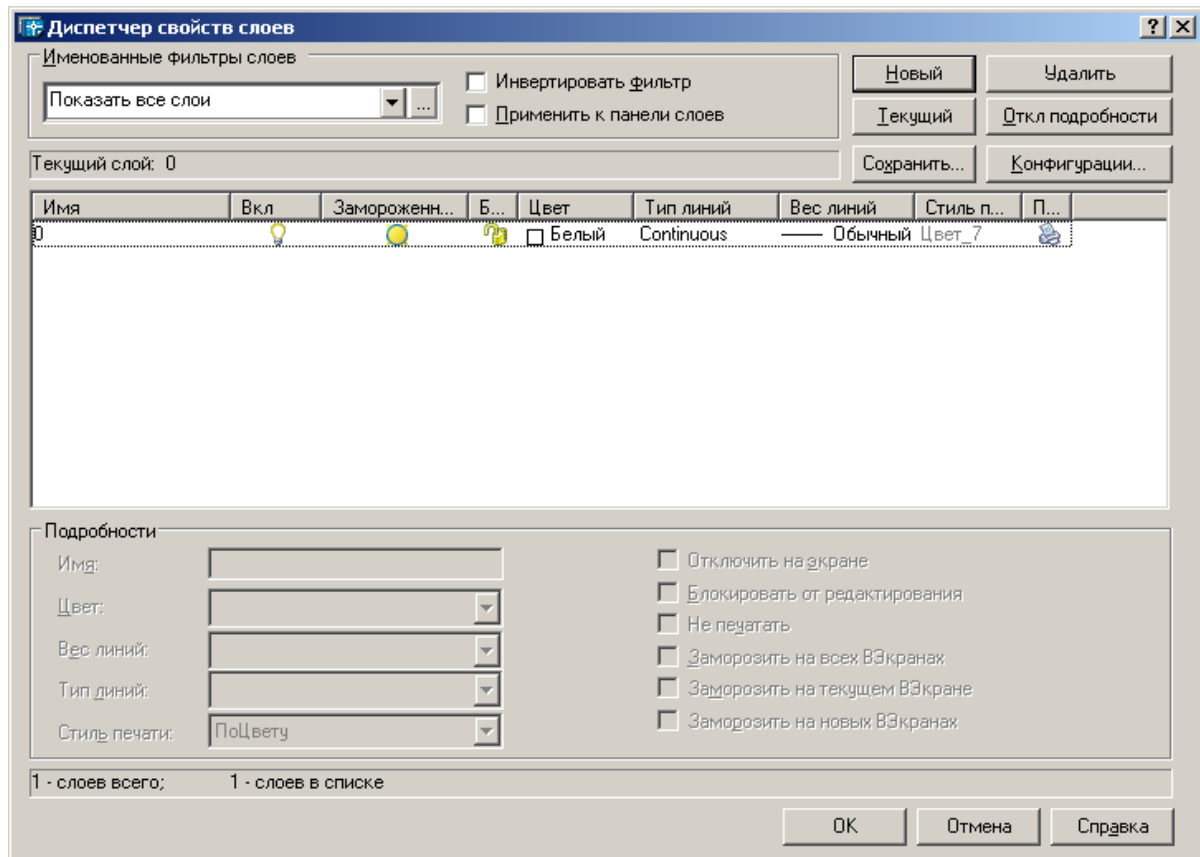 Диспетчер свойств слоев
Именованные фильтры слоев
Показать все слои
...
Инвертировать фильтр
Применить к панели слоев
Новый
Удалить
Текущий
Откл подробности
Текущий слой: 0
Сохранить...
Конфигурации...
Имя Вкл Замороженн... Б... Цвет Тип линий Вес линий Стиль п... П...
0 Белый Continuous Обычный Цвет_7
Подробности
Имя:
Цвет:
Вес линий:
Тип линий:
Стиль печати: ПоЦвету
Отключить на экране
Блокировать от редактирования
Не печатать
Заморозить на всех ВЭкранах
Заморозить на текущем ВЭкране
Заморозить на новых ВЭкранах
1 - слоев всего; 1 - слоев в списке
OK Отмена Справка